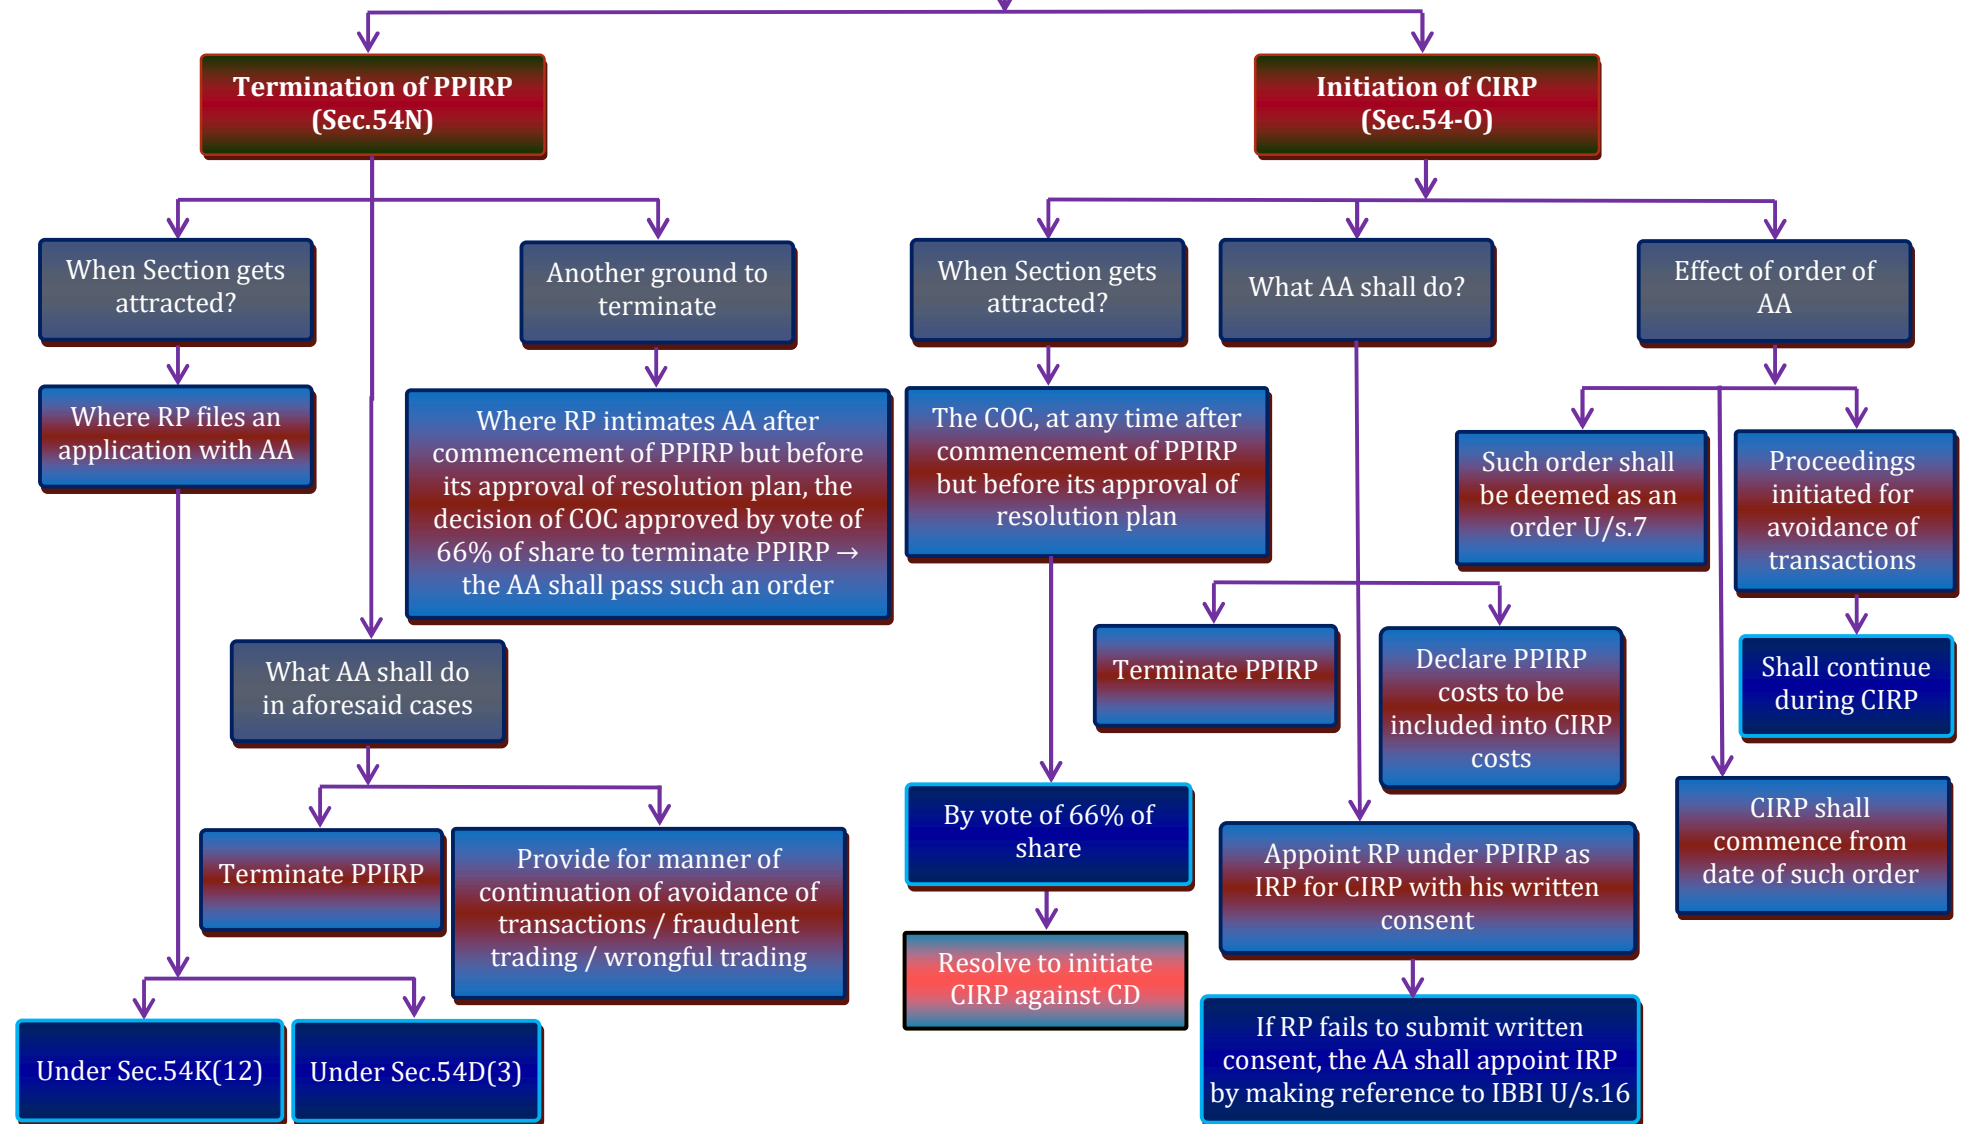 Termination of PPIRP
(Sec.54N)
Initiation of CIRP
(Sec.54-O)
When Section gets
attracted?
Another ground to
terminate
When Section gets
attracted?
What AA shall do?
Effect of order of
AA
Where RP files an
application with AA
Where RP intimates AA after
commencement of PPIRP but before
its approval of resolution plan, the
decision of COC approved by vote of
66% of share to terminate PPIRP →
the AA shall pass such an order
The COC, at any time after
commencement of PPIRP
but before its approval of
resolution plan
Such order shall
be deemed as an
order U/s.7
Proceedings
initiated for
avoidance of
transactions
What AA shall do
in aforesaid cases
Terminate PPIRP
Declare PPIRP
costs to be
included into CIRP
costs
Shall continue
during CIRP
Terminate PPIRP
Provide for manner of
continuation of avoidance of
transactions / fraudulent
trading / wrongful trading
By vote of 66% of
share
Appoint RP under PPIRP as
IRP for CIRP with his written
consent
CIRP shall
commence from
date of such order
Resolve to initiate
CIRP against CD
Under Sec.54K(12)
Under Sec.54D(3)
If RP fails to submit written
consent, the AA shall appoint IRP
by making reference to IBBI U/s.16